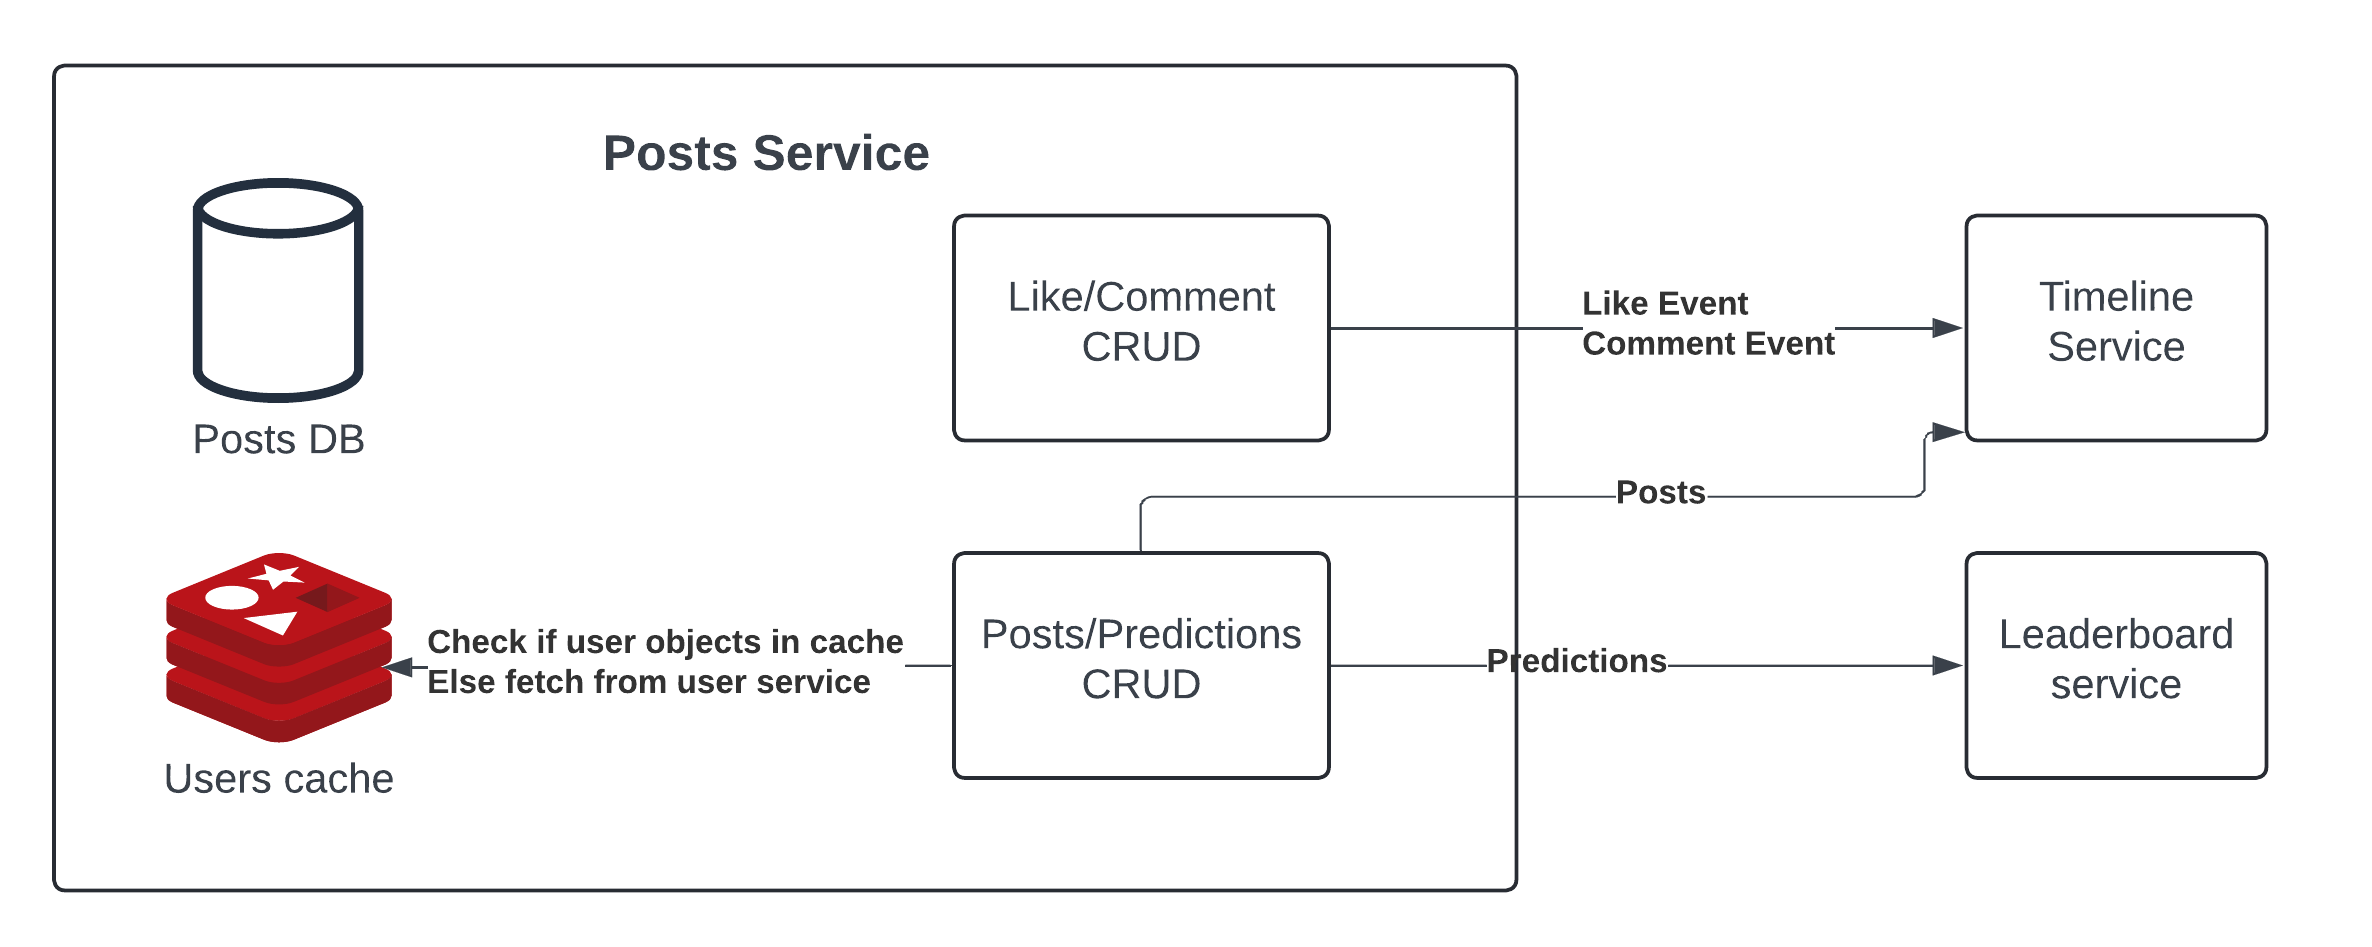 Posts Service
Posts DB
Like/Comment
CRUD
Like Event
Comment Event
Timeline
Service
Posts
Users cache
Check if user objects in cache
Else fetch from user service
Posts/Predictions
CRUD
Predictions
Leaderboard
service